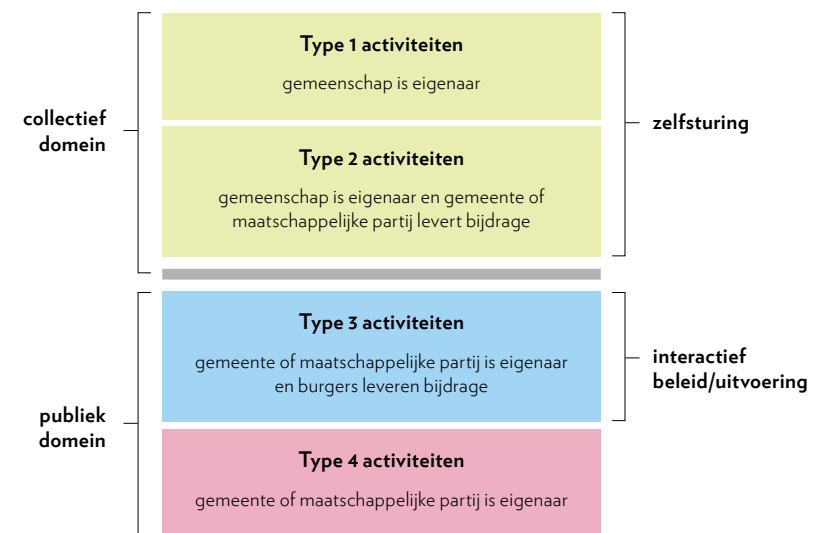 Type 1 activiteiten
gemeenschap is eigenaar
collectief
domein
zelfsturing
Type 2 activiteiten
gemeenschap is eigenaar en gemeente of
maatschappelijke partij levert bijdrage
Type 3 activiteiten
gemeente of maatschappelijke partij is eigenaar
en burgers leveren bijdrage
interactief
beleid/uitvoering
publiek
domein
Type 4 activiteiten
gemeente of maatschappelijke partij is eigenaar